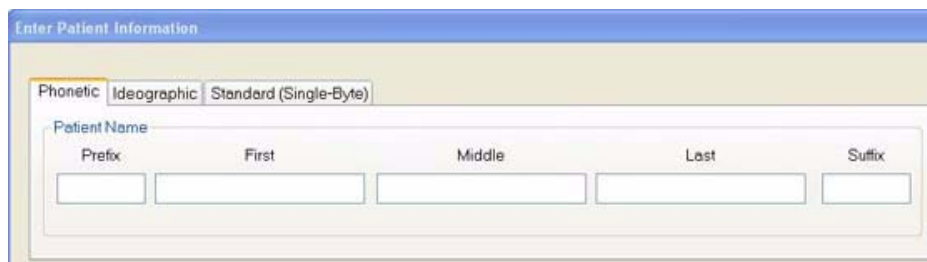 Enter Patient Information
Phonetic Ideographic Standard (Single-Byte)
Patient Name
Prefix First Middle Last Suffix